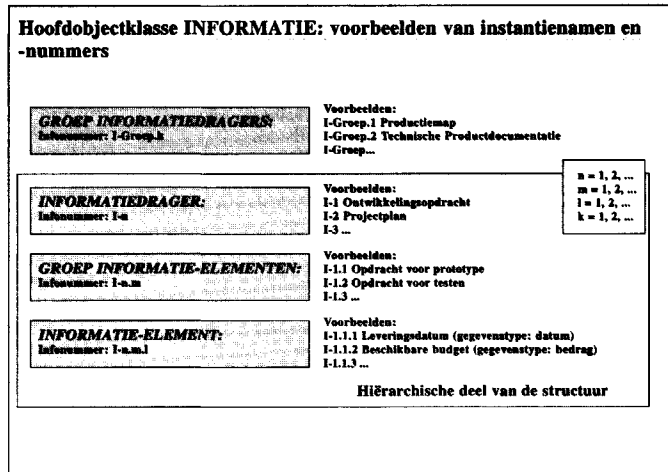 Hoofdobjectklasse INFORMATIE: voorbeelden van instantienamen en
-nummers
GROEP INFORMATIEDRAGERS:
Infonummer: I-Groep.k
Voorbeelden:
I-Groep.1 Productiemap
I-Groep.2 Technische Productdocumentatie
I-Groep...
n = 1, 2, ...
m = 1, 2, ...
l = 1, 2, ...
k = 1, 2, ...
INFORMATIEDRAGER:
Infonummer: I-n
Voorbeelden:
I-1 Ontwikkelingsopdracht
I-2 Projectplan
I-3 ...
GROEP INFORMATIE-ELEMENTEN:
Infonummer: I-n.m
Voorbeelden:
I-1.1 Opdracht voor prototype
I-1.2 Opdracht voor testen
I-1.3 ...
INFORMATIE-ELEMENT:
Infonummer: I-n.m.l
Voorbeelden:
I-1.1.1 Leveringsdatum (gegevenstype: datum)
I-1.1.2 Beschikbare budget (gegevenstype: bedrag)
I-1.1.3 ...
Hiërarchische deel van de structuur